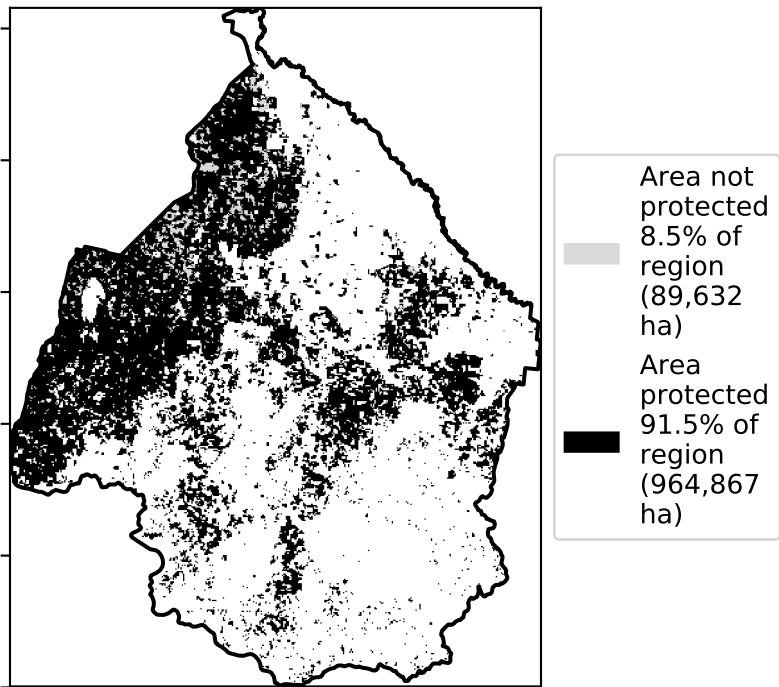 Area not
protected
8.5% of
region
(89,632
ha)
Area
protected
91.5% of
region
(964,867
ha)